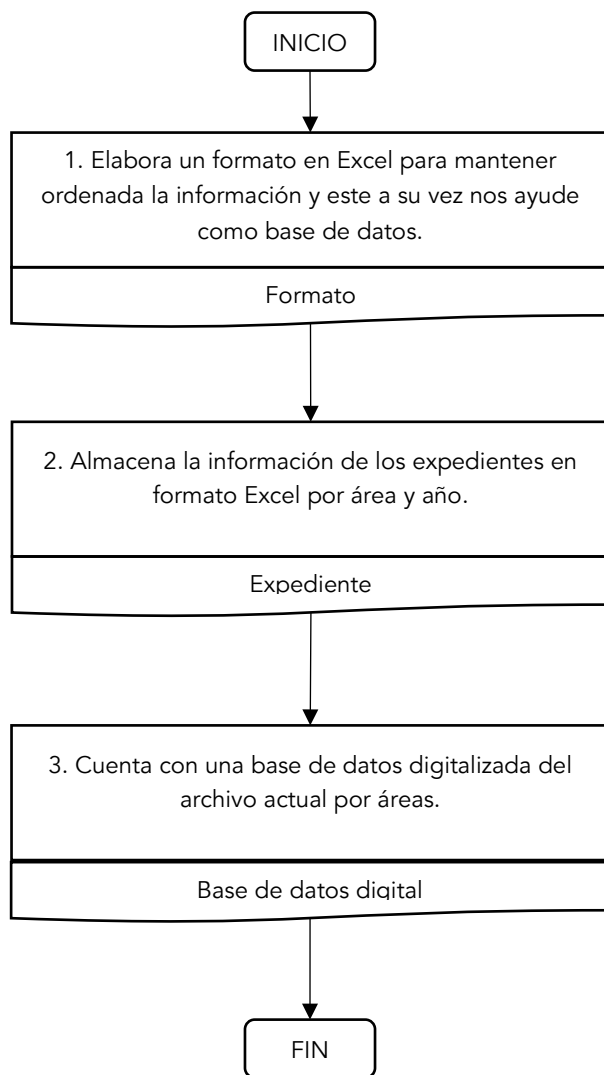 INICIO
1. Elabora un formato en Excel para mantener
ordenada la información y este a su vez nos ayude
como base de datos.
Formato
2. Almacena la información de los expedientes en
formato Excel por área y año.
Expediente
3. Cuenta con una base de datos digitalizada del
archivo actual por áreas.
Base de datos digital
FIN